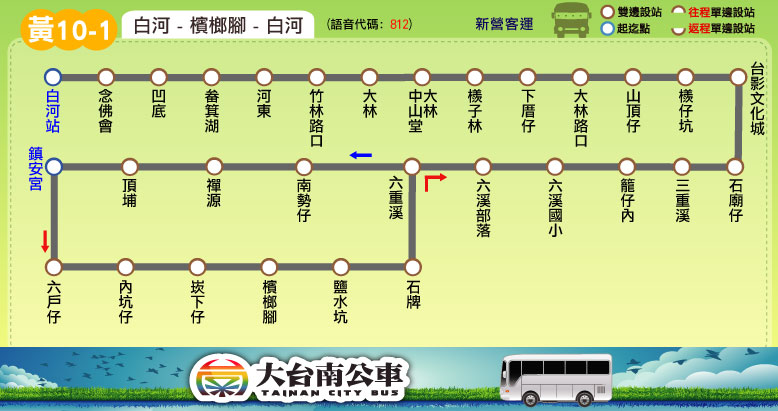 黃10-1
白河 - 檳榔腳 - 白河
(語音代碼：812)
新營客運
雙邊設站
往程單邊設站
起迄點
返程單邊設站
白河站
念佛會
凹底
畚箕湖
河東
竹林路口
大林
大林中山堂
檨子林
下厝仔
大林路口
山頂仔
檨仔坑
台影文化城
鎮安宮
頂埔
禪源
南勢仔
六重溪
六溪部落
六溪國小
籠仔內
三重溪
石廟仔
六戶仔
內坑仔
崁下仔
檳榔腳
鹽水坑
石牌
大台南公車
TAINAN CITY BUS